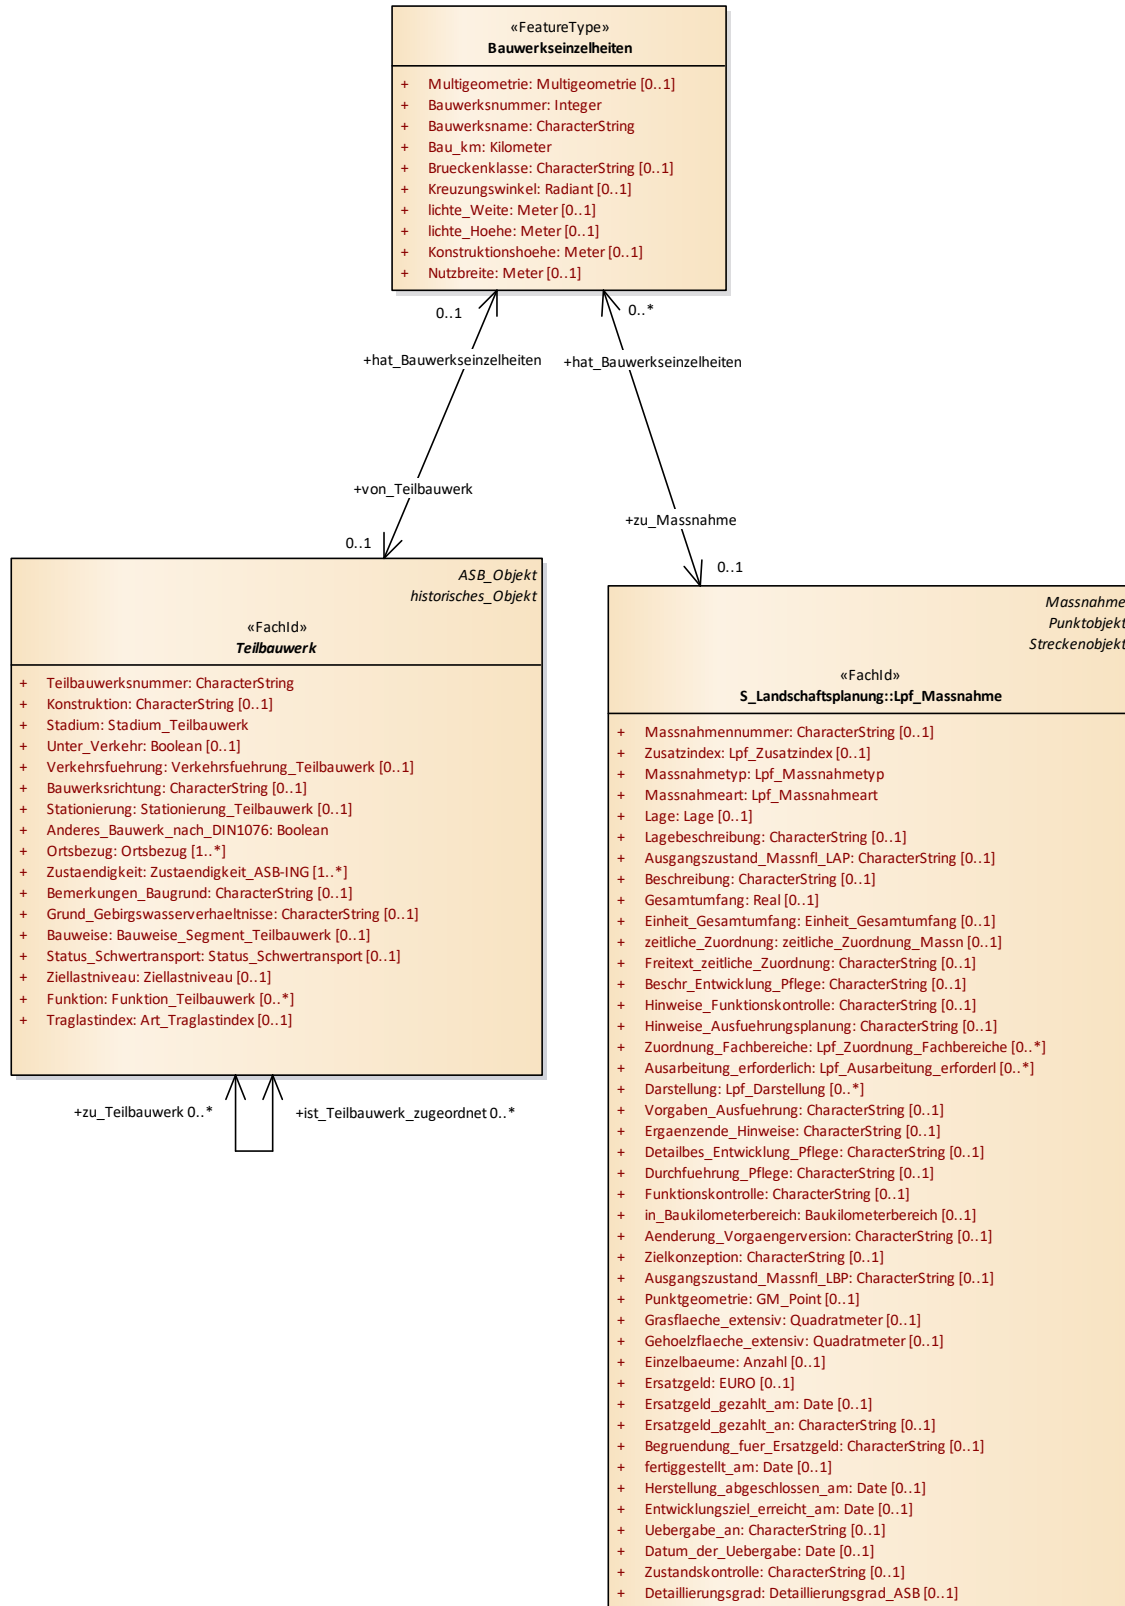 «FeatureType»
Bauwerkseinzelheiten
+ Multigeometrie: Multigeometrie [0..1]
+ Bauwerksnummer: Integer
+ Bauwerksname: CharacterString
+ Bau_km: Kilometer
+ Brueckenklasse: CharacterString [0..1]
+ Kreuzungswinkel: Radiant [0..1]
+ lichte_Weite: Meter [0..1]
+ lichte_Hoehe: Meter [0..1]
+ Konstruktionshoehe: Meter [0..1]
+ Nutzbreite: Meter [0..1]
0..1
0..*
+hat_Bauwerkseinzelheiten
+hat_Bauwerkseinzelheiten
+von_Teilbauwerk
+zu_Massnahme
0..1
0..1
ASB_Objekt
historisches_Objekt
«FachId»
Teilbauwerk
+ Teilbauwerksnummer: CharacterString
+ Konstruktion: CharacterString [0..1]
+ Stadium: Stadium_Teilbauwerk
+ Unter_Verkehr: Boolean [0..1]
+ Verkehrsfuehrung: Verkehrsfuehrung_Teilbauwerk [0..1]
+ Bauwerksrichtung: CharacterString [0..1]
+ Stationierung: Stationierung_Teilbauwerk [0..1]
+ Anderes_Bauwerk_nach_DIN1076: Boolean
+ Ortsbezug: Ortsbezug [1..*]
+ Zustaendigkeit: Zustaendigkeit_ASB-ING [1..*]
+ Bemerkungen_Baugrund: CharacterString [0..1]
+ Grund_Gebirgswasserverhaeltnisse: CharacterString [0..1]
+ Bauweise: Bauweise_Segment_Teilbauwerk [0..1]
+ Status_Schwertransport: Status_Schwertransport [0..1]
+ Ziellastniveau: Ziellastniveau [0..1]
+ Funktion: Funktion_Teilbauwerk [0..*]
+ Traglastindex: Art_Traglastindex [0..1]
+zu_Teilbauwerk 0..*
+ist_Teilbauwerk_zugeordnet 0..*
Massnahme
Punktobjekt
Streckenobjekt
«FachId»
S_Landschaftsplanung::Lpf_Massnahme
+ Massnahmennummer: CharacterString [0..1]
+ Zusatzindex: Lpf_Zusatzindex [0..1]
+ Massnahmetyp: Lpf_Massnahmetyp
+ Massnahmeart: Lpf_Massnahmeart
+ Lage: Lage [0..1]
+ Lagebeschreibung: CharacterString [0..1]
+ Ausgangszustand_Massnfl_LAP: CharacterString [0..1]
+ Beschreibung: CharacterString [0..1]
+ Gesamtumfang: Real [0..1]
+ Einheit_Gesamtumfang: Einheit_Gesamtumfang [0..1]
+ zeitliche_Zuordnung: zeitliche_Zuordnung_Massn [0..1]
+ Freitext_zeitliche_Zuordnung: CharacterString [0..1]
+ Beschr_Entwicklung_Pflege: CharacterString [0..1]
+ Hinweise_Funktionskontrolle: CharacterString [0..1]
+ Hinweise_Ausfuehrungsplanung: CharacterString [0..1]
+ Zuordnung_Fachbereiche: Lpf_Zuordnung_Fachbereiche [0..*]
+ Ausarbeitung_erforderlich: Lpf_Ausarbeitung_erforderl [0..*]
+ Darstellung: Lpf_Darstellung [0..*]
+ Vorgaben_Ausfuehrung: CharacterString [0..1]
+ Ergaenzende_Hinweise: CharacterString [0..1]
+ Detailbes_Entwicklung_Pflege: CharacterString [0..1]
+ Durchfuehrung_Pflege: CharacterString [0..1]
+ Funktionskontrolle: CharacterString [0..1]
+ in_Baukilometerbereich: Baukilometerbereich [0..1]
+ Aenderung_Vorgaengerversion: CharacterString [0..1]
+ Zielkonzeption: CharacterString [0..1]
+ Ausgangszustand_Massnfl_LBP: CharacterString [0..1]
+ Punktgeometrie: GM_Point [0..1]
+ Grasflaeche_extensiv: Quadratmeter [0..1]
+ Gehoelzflaeche_extensiv: Quadratmeter [0..1]
+ Einzelbaeume: Anzahl [0..1]
+ Ersatzgeld: EURO [0..1]
+ Ersatzgeld_gezahlt_am: Date [0..1]
+ Ersatzgeld_gezahlt_an: CharacterString [0..1]
+ Begruendung_fuer_Ersatzgeld: CharacterString [0..1]
+ fertiggestellt_am: Date [0..1]
+ Herstellung_abgeschlossen_am: Date [0..1]
+ Entwicklungsziel_erreicht_am: Date [0..1]
+ Uebergabe_an: CharacterString [0..1]
+ Datum_der_Uebergabe: Date [0..1]
+ Zustandskontrolle: CharacterString [0..1]
+ Detaillierungsgrad: Detaillierungsgrad_ASB [0..1]